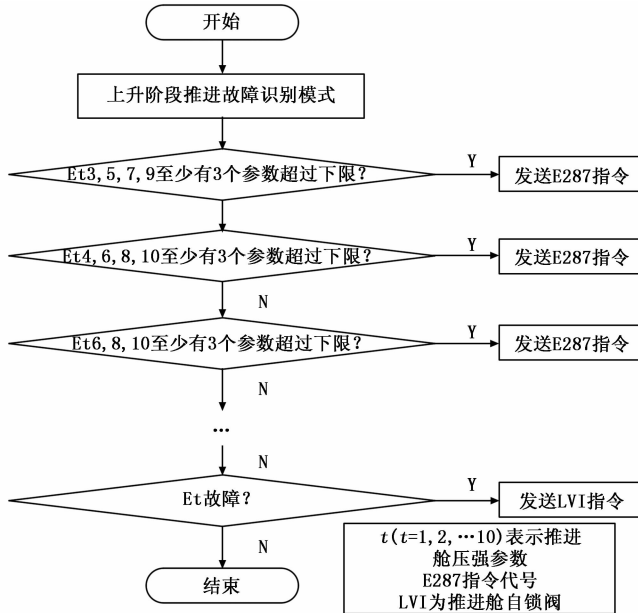 开始
上升阶段推进故障识别模式
Et3,5,7,9至少有3个参数超过下限?
Y
发送E287指令
Et4,6,8,10至少有3个参数超过下限?
Y
发送E287指令
N
Et6,8,10至少有3个参数超过下限?
Y
发送E287指令
N
…
N
Et故障?
Y
发送LVI指令
N
t(t=1,2,…10)表示推进
舱压强参数
E287指令代号
LVI为推进舱自锁阀
结束